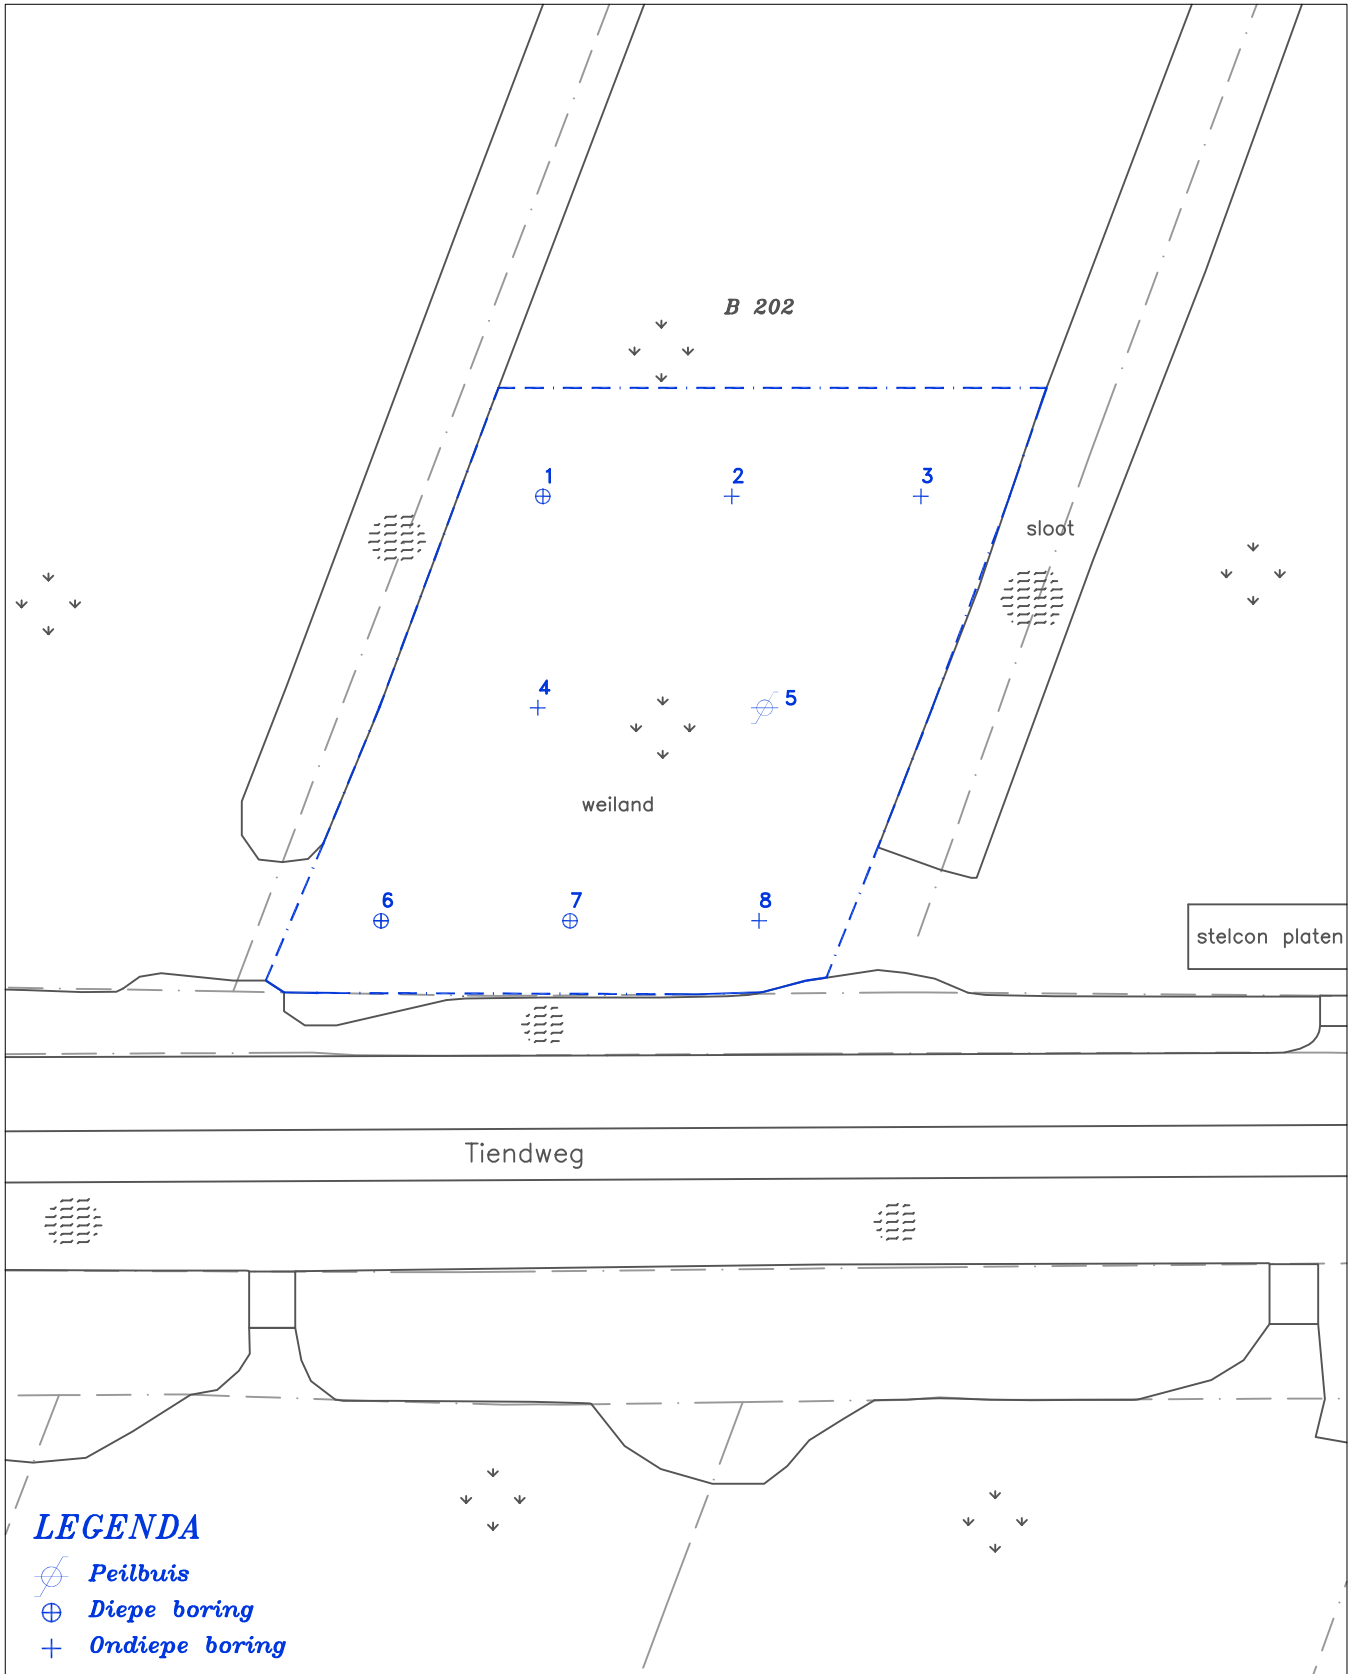 B 202
1
2
3
sloot
4
5
weiland
6
7
8
stelcon platen
Tiendweg
LEGENDA
Peilbuis
Diepe boring
Ondiepe boring